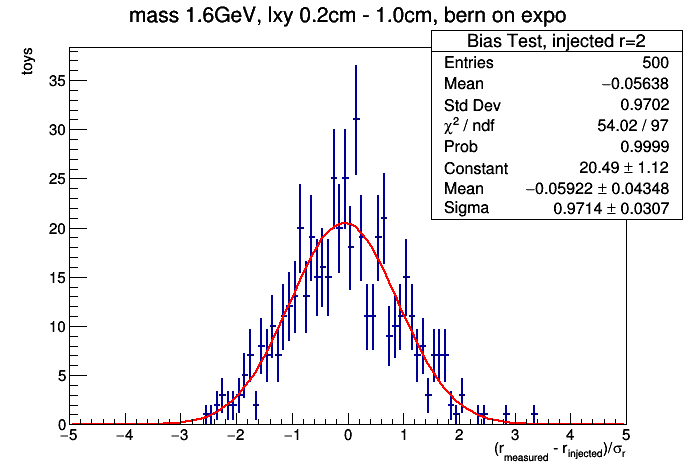 mass 1.6GeV, lxy 0.2cm - 1.0cm, bern on expo
Bias Test, injected r=2
Entries 500
Mean −0.05638
Std Dev 0.9702
χ² / ndf 54.02 / 97
Prob 0.9999
Constant 20.49 ± 1.12
Mean −0.05922 ± 0.04348
Sigma 0.9714 ± 0.0307
toys
35
30
25
20
15
10
5
0
−5 −4 −3 −2 −1 0 1 2 3 4 5
(r_measured - r_injected)/σ_r